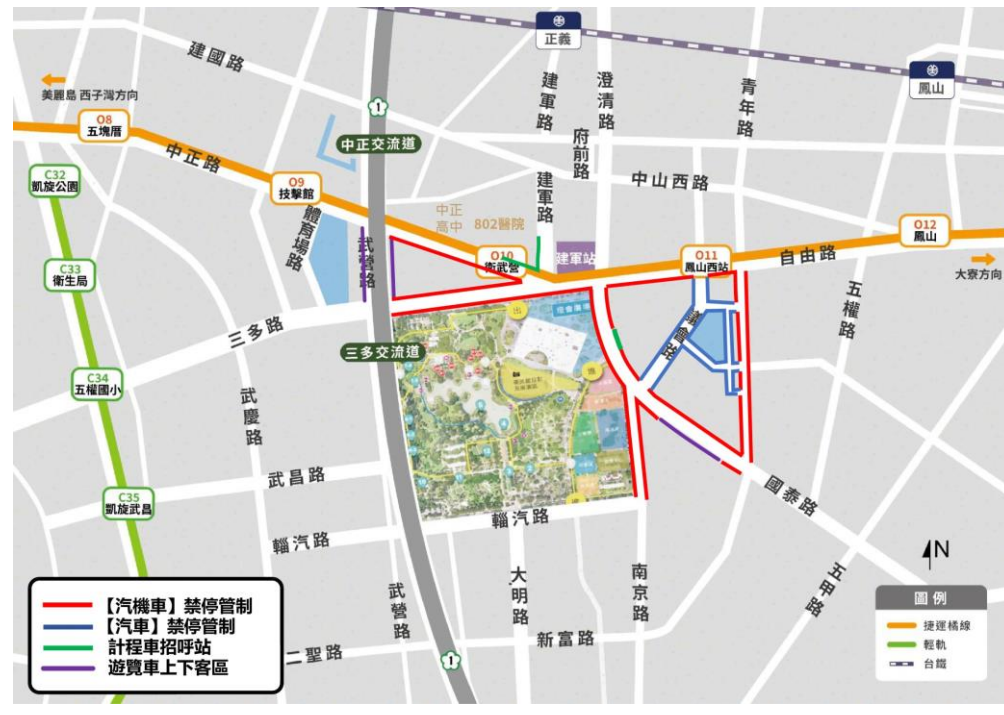 正義
鳳山
建國路
美麗島 西子灣方向
1
中正交流道
建軍路
澄清路
府前路
青年路
O8
五塊厝
中正路
C32
凱旋公園
O9
技擊館
中正高中
802醫院
建軍路
中山西路
O12
鳳山
體育場路
武營路
O10
衛武營
建軍站
O11
鳳山西站
自由路
大寮方向
C33
衛生局
五權路
三多路
三多交流道
出
議會路
C34
五權國小
武慶路
武昌路
C35
凱旋武昌
輜汽路
輜汽路
國泰路
武營路
大明路
南京路
五甲路
N
新富路
二聖路
1
【汽機車】禁停管制
【汽車】禁停管制
計程車招呼站
遊覽車上下客區
圖例
捷運橘線
輕軌
台鐵